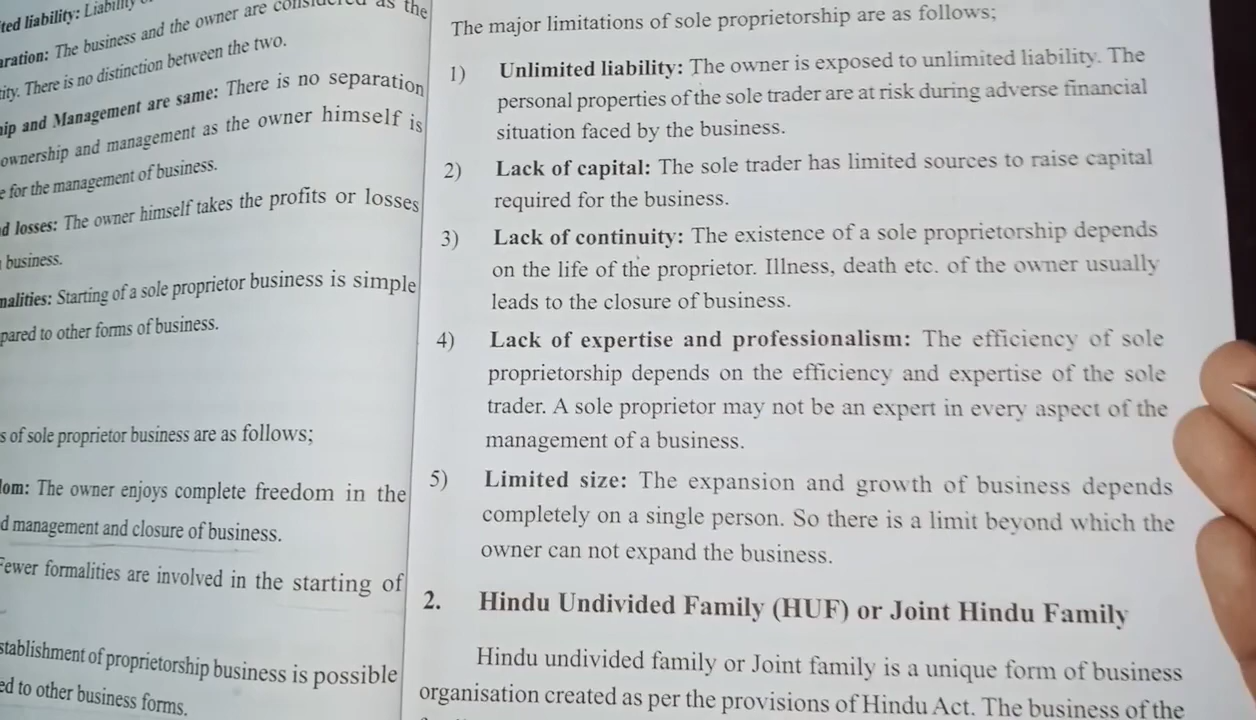 liability: Liability
The business and the owner are considered as the
There is no distinction between the two.
and Management are same: There is no separation
ownership and management as the owner himself is
for the management of business.
losses: The owner himself takes the profits or losses
business.
Starting of a sole proprietor business is simple
to other forms of business.
of sole proprietor business are as follows;
The owner enjoys complete freedom in the
management and closure of business.
Fewer formalities are involved in the starting of
of proprietorship business is possible
to other business forms.
The major limitations of sole proprietorship are as follows;
1) Unlimited liability: The owner is exposed to unlimited liability. The
personal properties of the sole trader are at risk during adverse financial
situation faced by the business.
2) Lack of capital: The sole trader has limited sources to raise capital
required for the business.
3) Lack of continuity: The existence of a sole proprietorship depends
on the life of the proprietor. Illness, death etc. of the owner usually
leads to the closure of business.
4) Lack of expertise and professionalism: The efficiency of sole
proprietorship depends on the efficiency and expertise of the sole
trader. A sole proprietor may not be an expert in every aspect of the
management of a business.
5) Limited size: The expansion and growth of business depends
completely on a single person. So there is a limit beyond which the
owner can not expand the business.
2. Hindu Undivided Family (HUF) or Joint Hindu Family
Hindu undivided family or Joint family is a unique form of business
organisation created as per the provisions of Hindu Act. The business of the